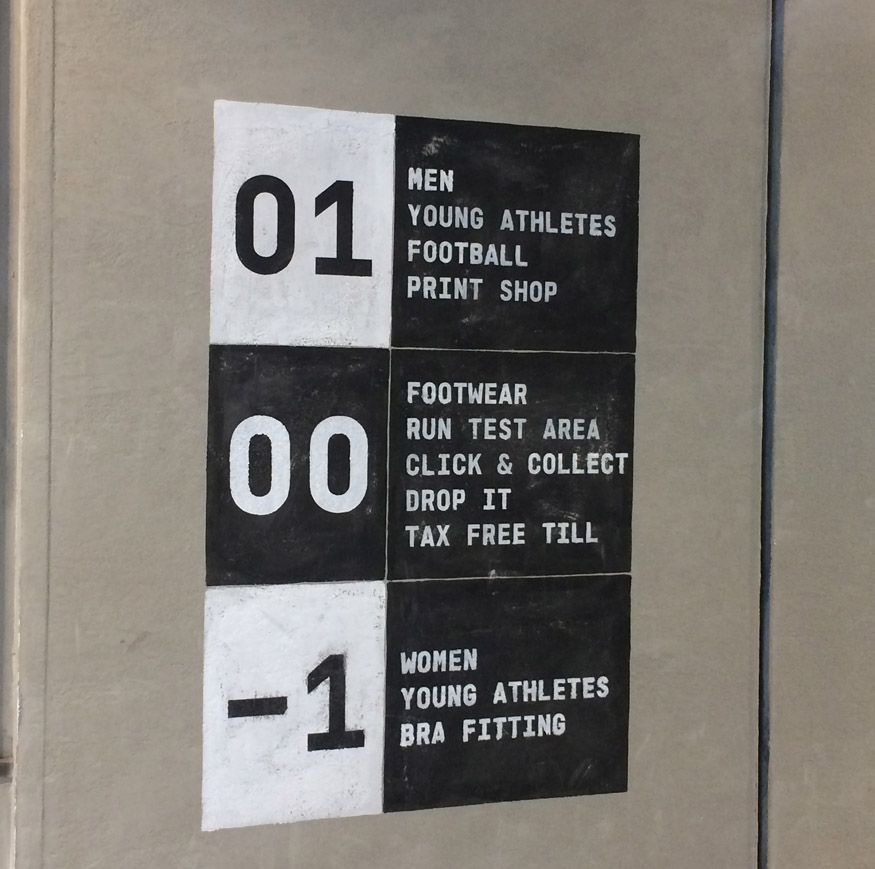 01
MEN
YOUNG ATHLETES
FOOTBALL
PRINT SHOP
00
FOOTWEAR
RUN TEST AREA
CLICK & COLLECT
DROP IT
TAX FREE TILL
-1
WOMEN
YOUNG ATHLETES
BRA FITTING